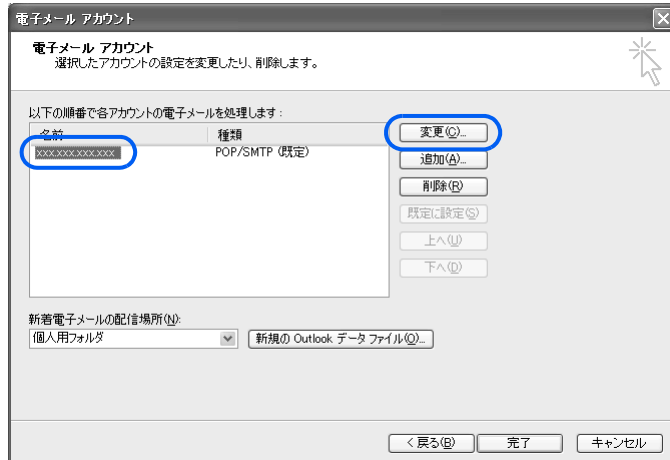 電子メール アカウント
電子メール アカウント
選択したアカウントの設定を変更したり、削除します。
以下の順番で各アカウントの電子メールを処理します:
名前 種類
xxx.xxx.xxx.xxx POP/SMTP (既定)
変更(C)...
追加(A)...
削除(R)
既定に設定(S)
上へ(U)
下へ(D)
新着電子メールの配信場所(N):
個人用フォルダ 新規の Outlook データ ファイル(O)...
< 戻る(B) 完了 キャンセル